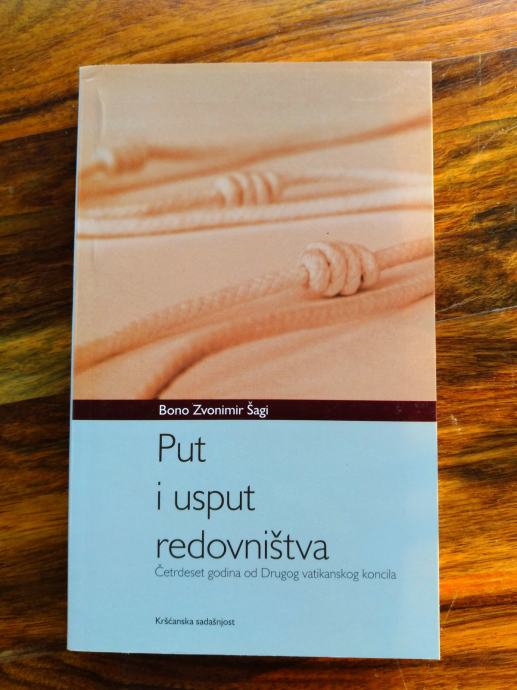 Bono Zvonimir Šagi
Put
i usput
redovništva
Četrdeset godina od Drugog vatikanskog koncila
Kršćanska sadašnjost